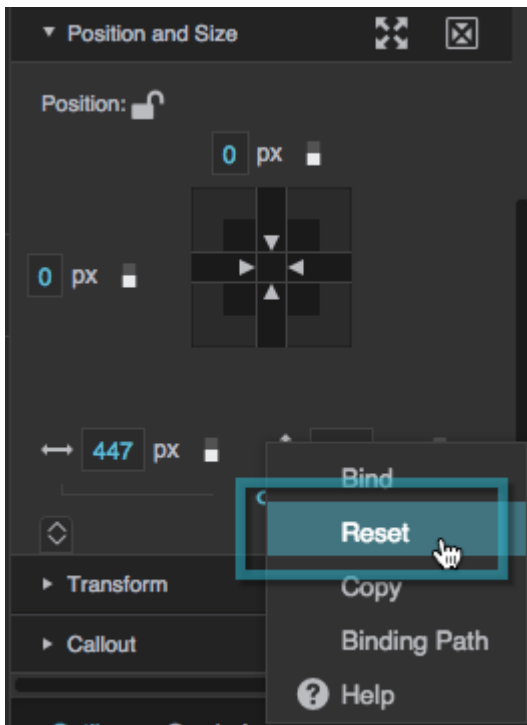 Position and Size
Position:
0 px
0 px
447 px
Bind
Reset
Transform
Copy
Callout
Binding Path
? Help